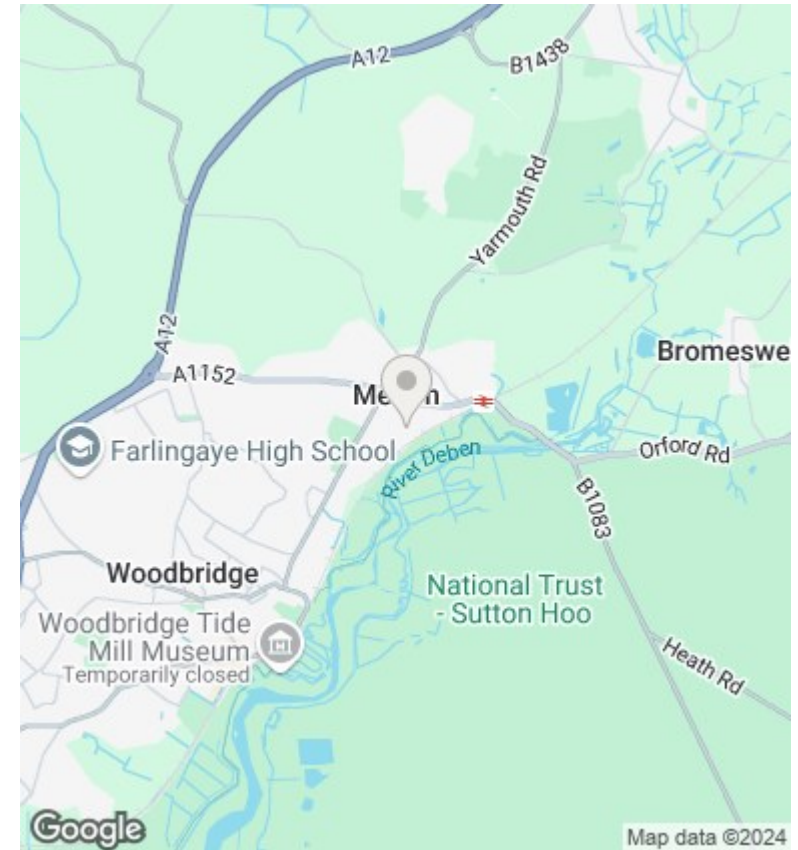 A12
B1438
Yarmouth Rd
A12
A1152
Bromeswe
Farlingaye High School
River Deben
Orford Rd
B1083
Woodbridge
National Trust
- Sutton Hoo
Woodbridge Tide
Mill Museum
Temporarily closed
Heath Rd
Google
Map data ©2024